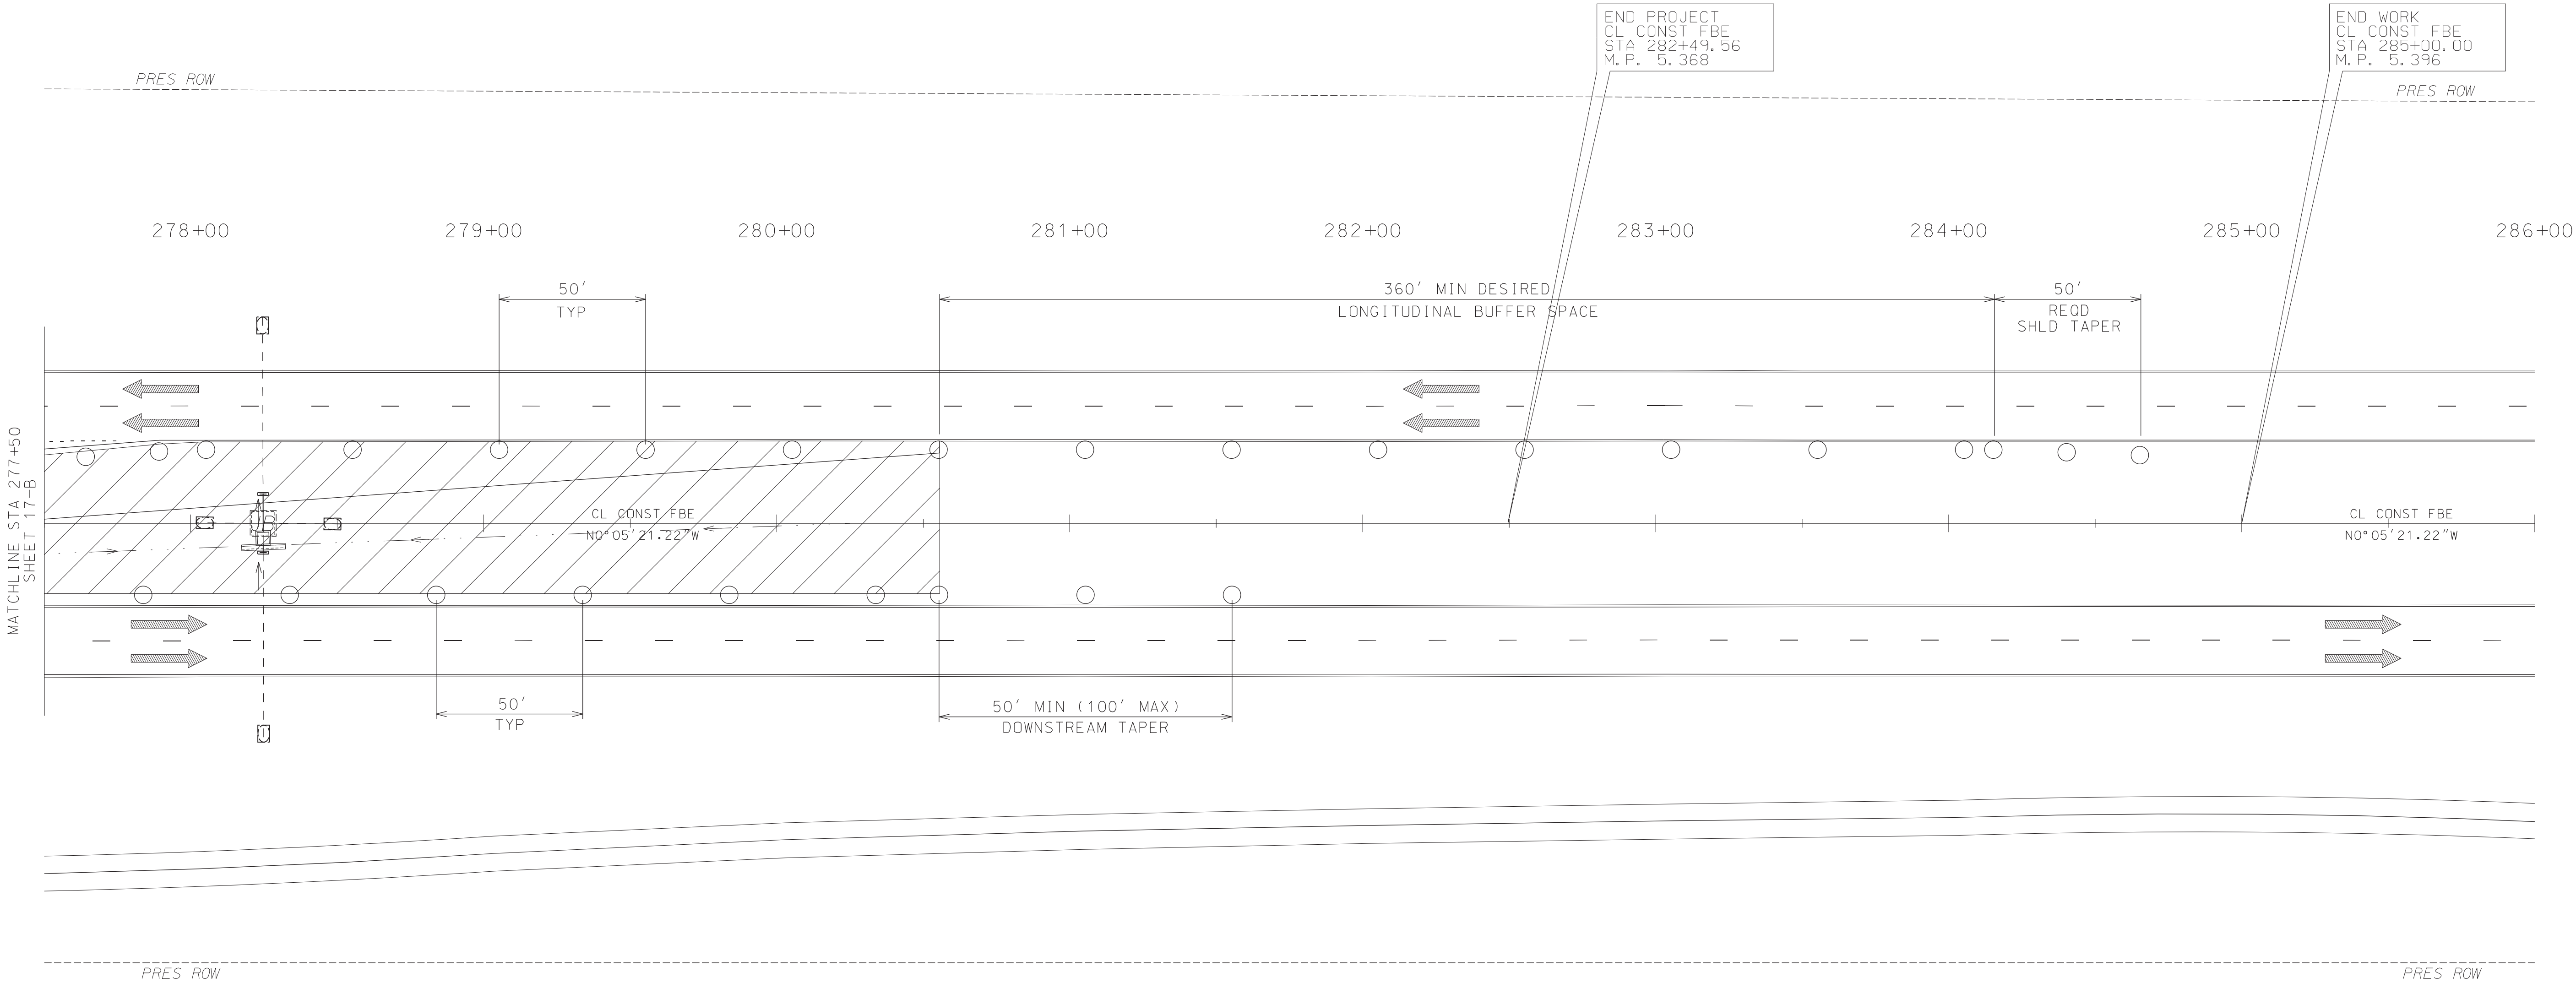 END PROJECT
CL CONST FBE
STA 282+49.56
M.P. 5.368
END WORK
CL CONST FBE
STA 285+00.00
M.P. 5.396
PRES ROW
PRES ROW
278+00
279+00
280+00
281+00
282+00
283+00
284+00
285+00
286+00
50'
TYP
360' MIN DESIRED
LONGITUDINAL BUFFER SPACE
50'
REQD
SHLD TAPER
MATCHLINE STA 277+50
SHEET 17-B
CL CONST FBE
N0°05'21.22"W
CL CONST FBE
N0°05'21.22"W
50'
TYP
50' MIN (100' MAX)
DOWNSTREAM TAPER
PRES ROW
PRES ROW